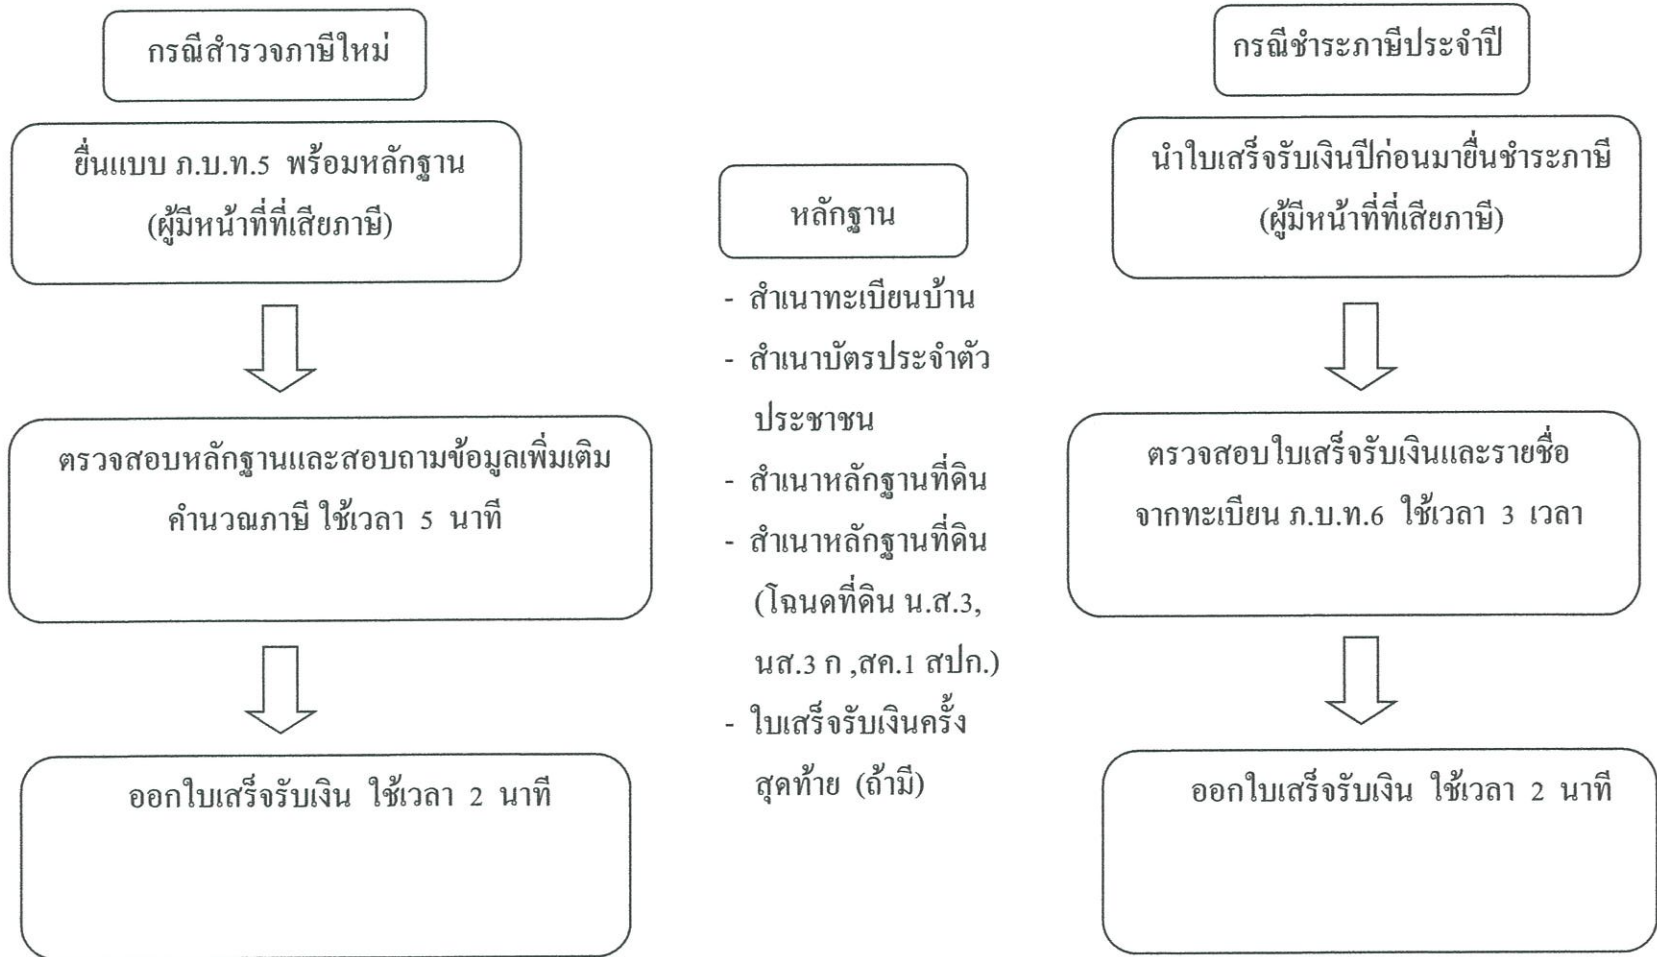 กรณีสำรวจภาษีใหม่
ยื่นแบบ ภ.บ.ท.5 พร้อมหลักฐาน
(ผู้มีหน้าที่ที่เสียภาษี)
ตรวจสอบหลักฐานและสอบถามข้อมูลเพิ่มเติม
คำนวณภาษี ใช้เวลา 5 นาที
ออกใบเสร็จรับเงิน ใช้เวลา 2 นาที
หลักฐาน
- สำเนาทะเบียนบ้าน
- สำเนาบัตรประจำตัว
ประชาชน
- สำเนาหลักฐานที่ดิน
- สำเนาหลักฐานที่ดิน
(โฉนดที่ดิน น.ส.3,
นส.3 ก ,สค.1 สปก.)
- ใบเสร็จรับเงินครั้ง
สุดท้าย (ถ้ามี)
กรณีชำระภาษีประจำปี
นำใบเสร็จรับเงินปีก่อนมายื่นชำระภาษี
(ผู้มีหน้าที่ที่เสียภาษี)
ตรวจสอบใบเสร็จรับเงินและรายชื่อ
จากทะเบียน ภ.บ.ท.6 ใช้เวลา 3 เวลา
ออกใบเสร็จรับเงิน ใช้เวลา 2 นาที